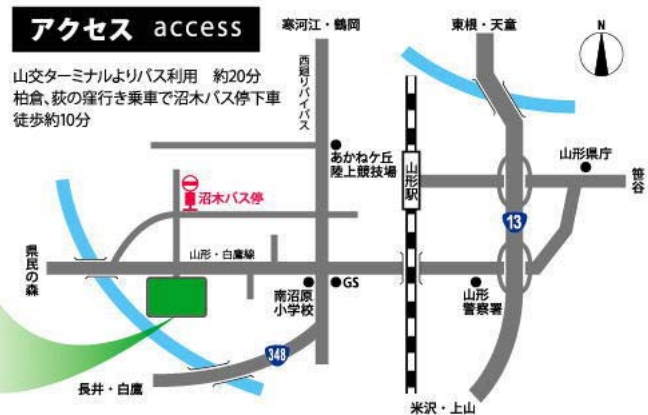 アクセス access
山交ターミナルよりバス利用 約20分
柏倉、荻の窪行き乗車で沼木バス停下車
徒歩約10分
寒河江・鶴岡
東根・天童
N
西廻りバイパス
あかねケ丘
陸上競技場
山形駅
山形県庁
笹谷
沼木バス停
13
県民の森
山形・白鷹線
南沼原
小学校
GS
山形
警察署
348
長井・白鷹
米沢・上山